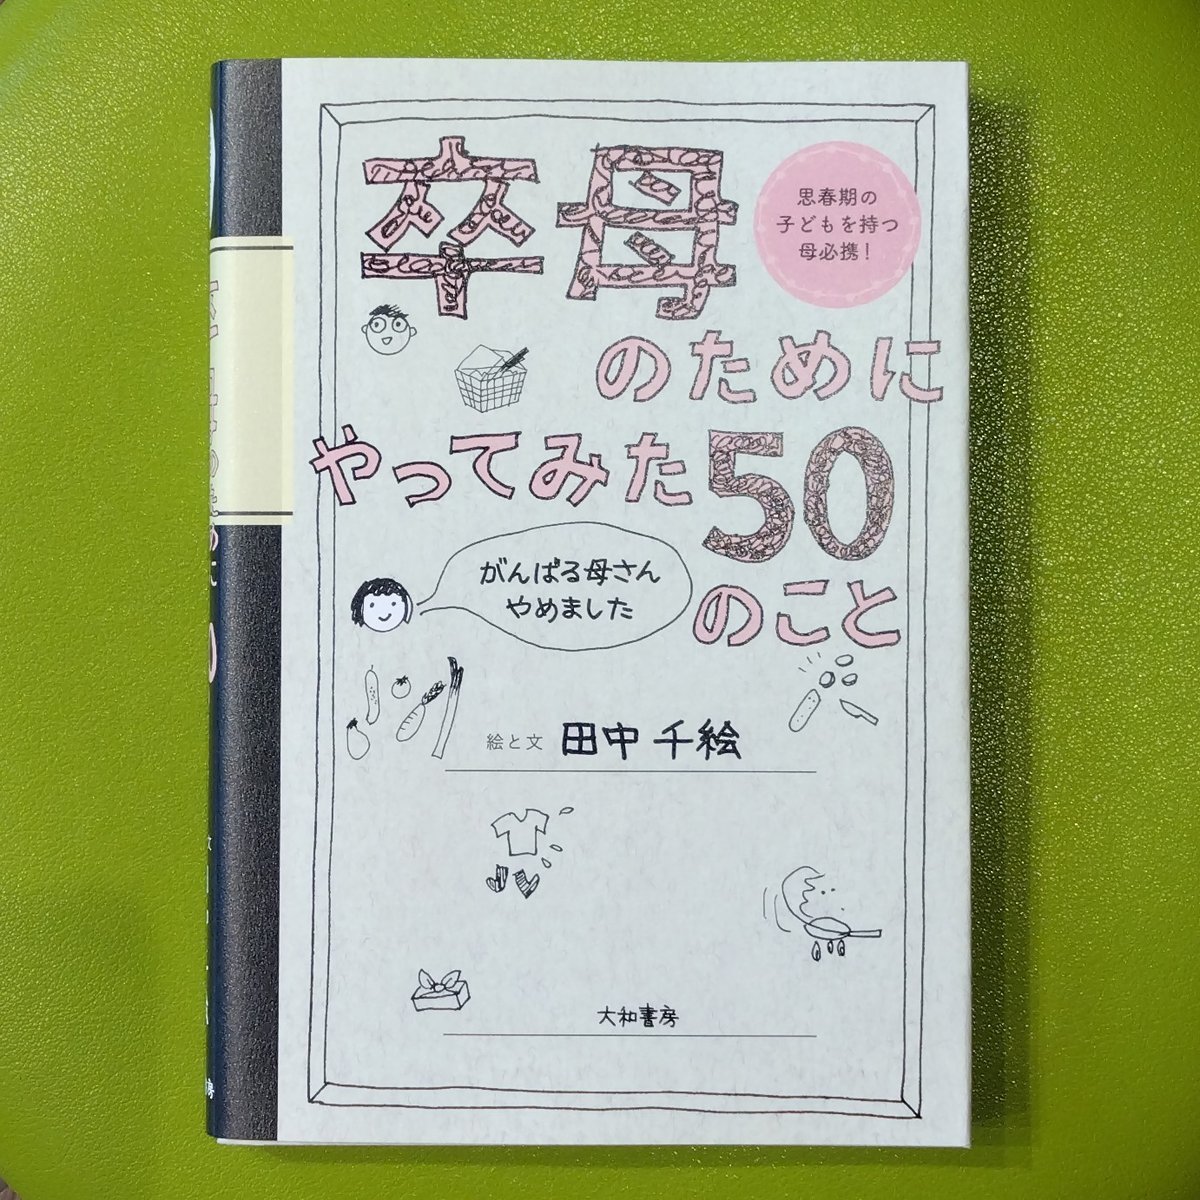 卒母
のために
やってみた50
のこと
思春期の
子どもを持つ
母必携！
がんばる母さん
やめました
絵と文 田中 千絵
大和書房